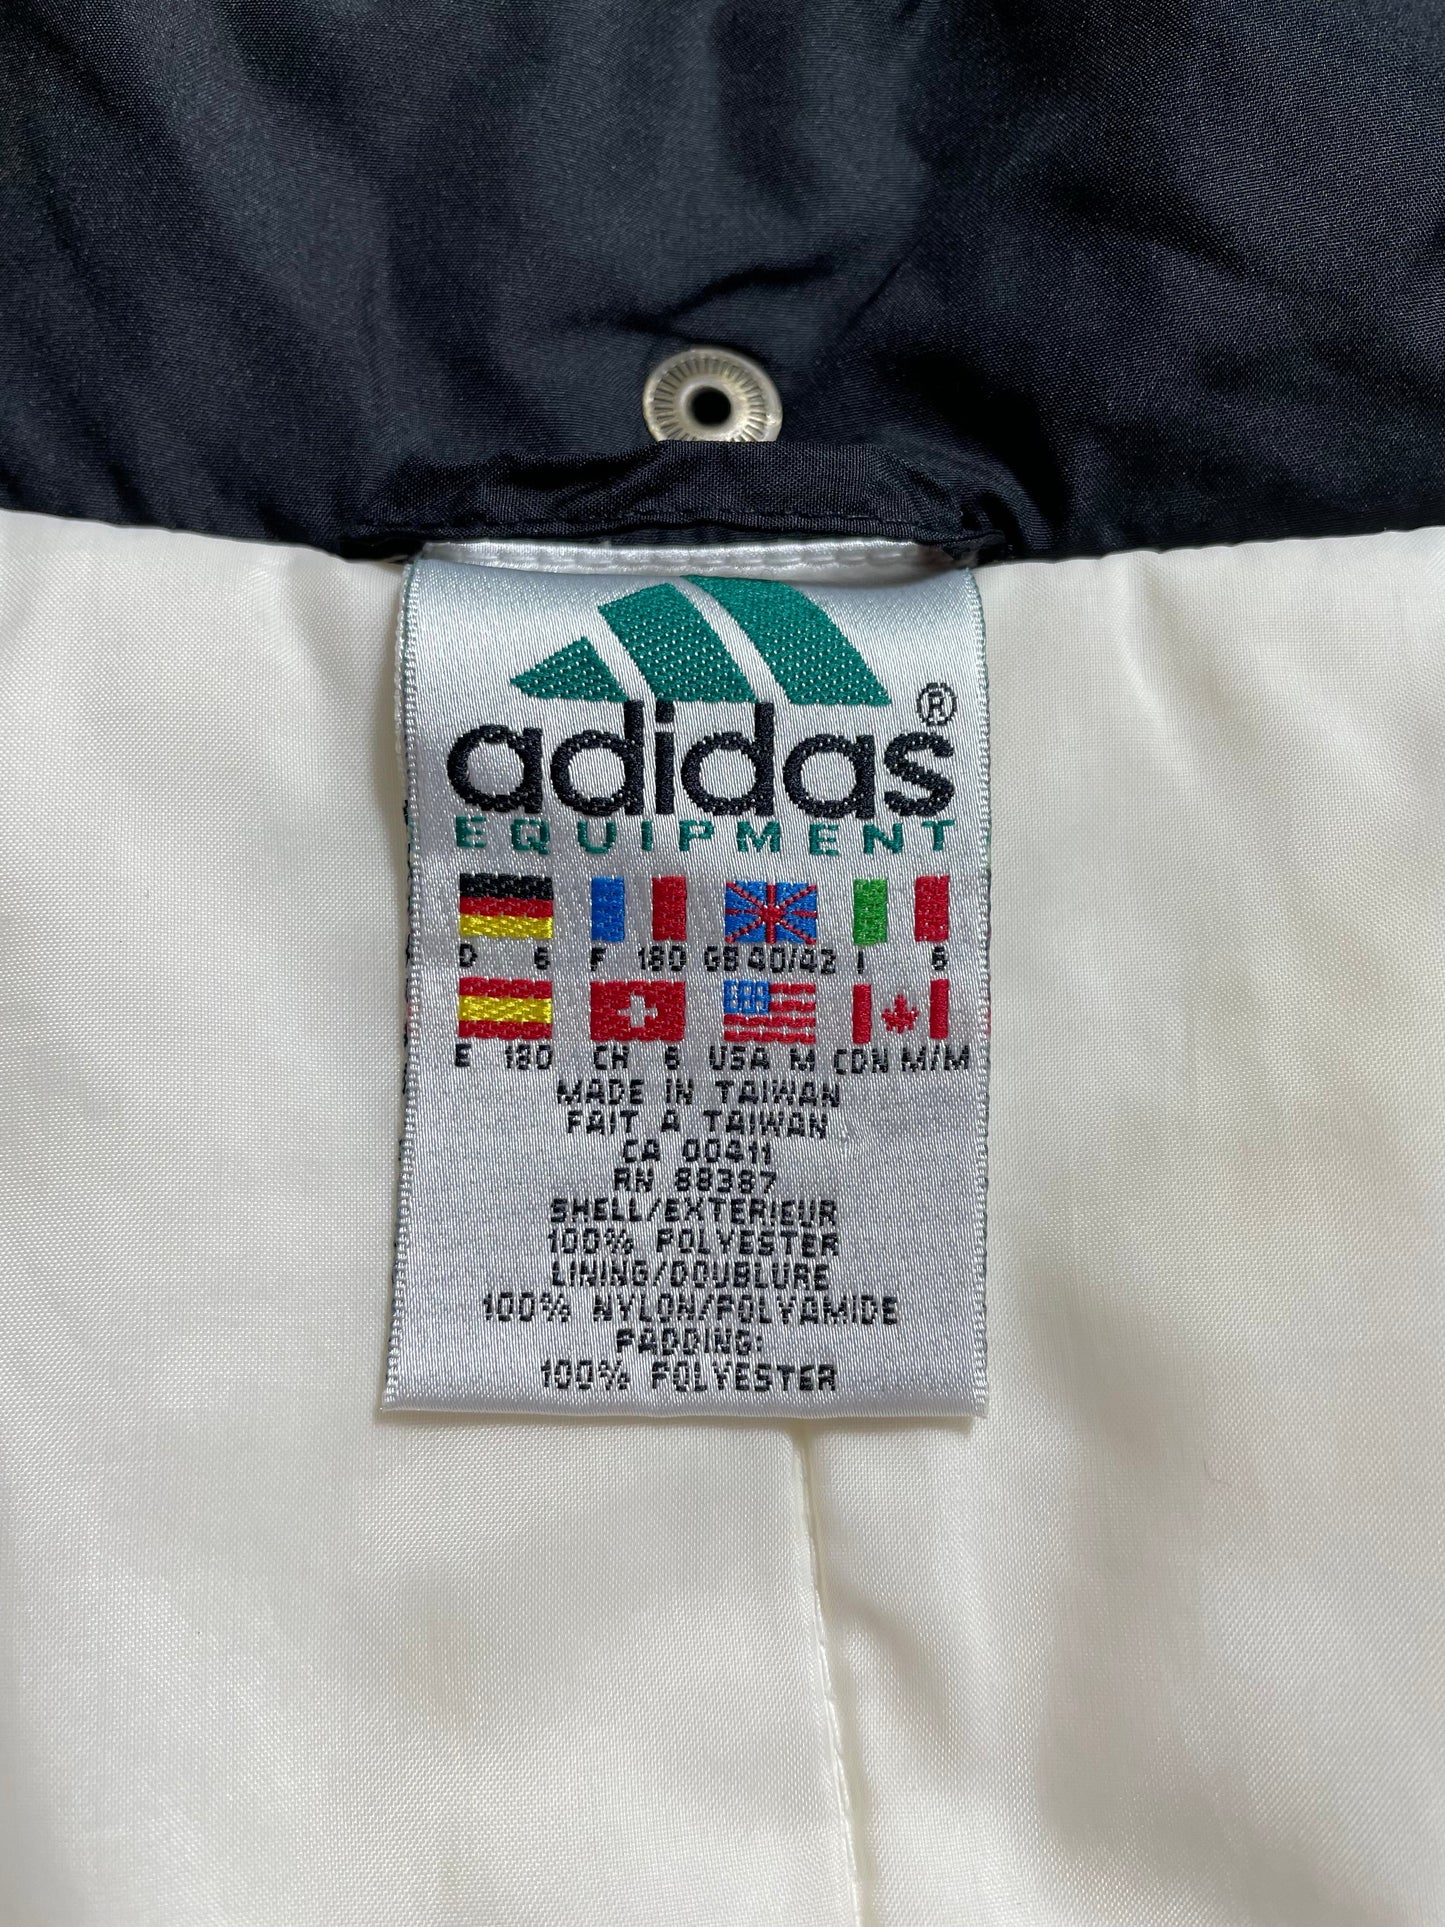 adidas®
EQUIPMENT
D 6 F 180 GB 40/42 I 6
E 180 CH 6 USA M CDN M/M
MADE IN TAIWAN
FAIT A TAIWAN
CA 00411
RN 88387
SHELL/EXTERIEUR
100% POLYESTER
LINING/DOUBLURE
100% NYLON/POLYAMIDE
PADDING:
100% POLYESTER